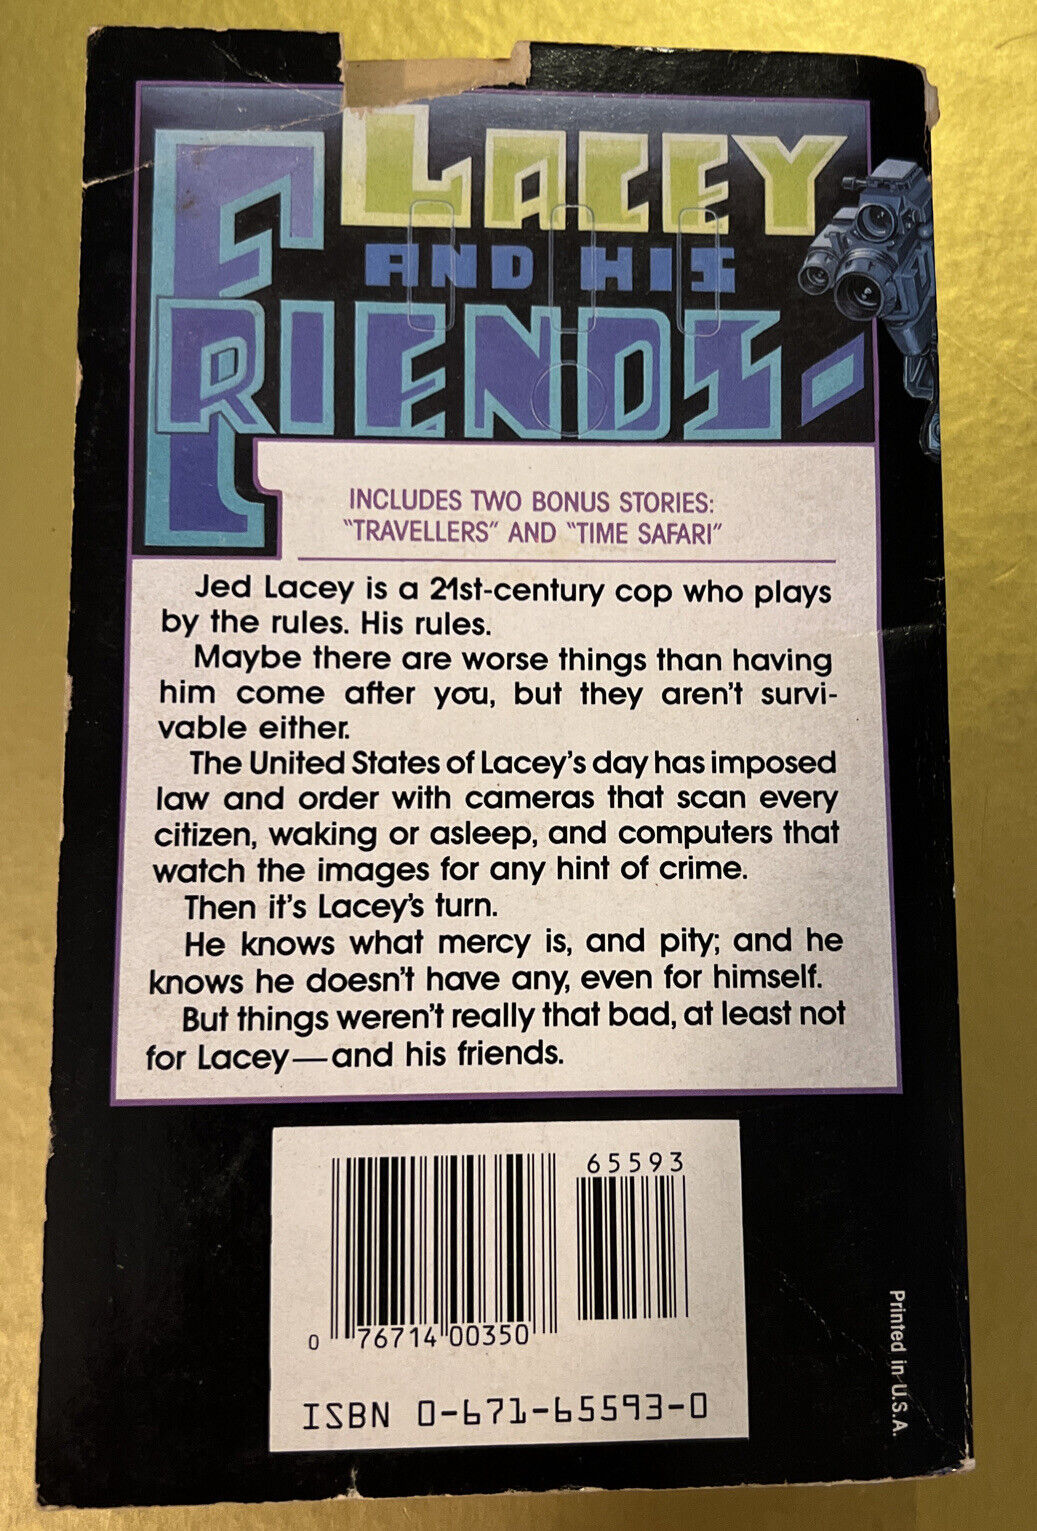 LACEY
AND HIS
FRIENDS
INCLUDES TWO BONUS STORIES:
"TRAVELLERS" AND "TIME SAFARI"
Jed Lacey is a 21st-century cop who plays
by the rules. His rules.
Maybe there are worse things than having
him come after you, but they aren't survi-
vable either.
The United States of Lacey's day has imposed
law and order with cameras that scan every
citizen, waking or asleep, and computers that
watch the images for any hint of crime.
Then it's Lacey's turn.
He knows what mercy is, and pity; and he
knows he doesn't have any, even for himself.
But things weren't really that bad, at least not
for Lacey—and his friends.
65593
0 76714 00350
ISBN 0-671-65593-0
Printed in U.S.A.